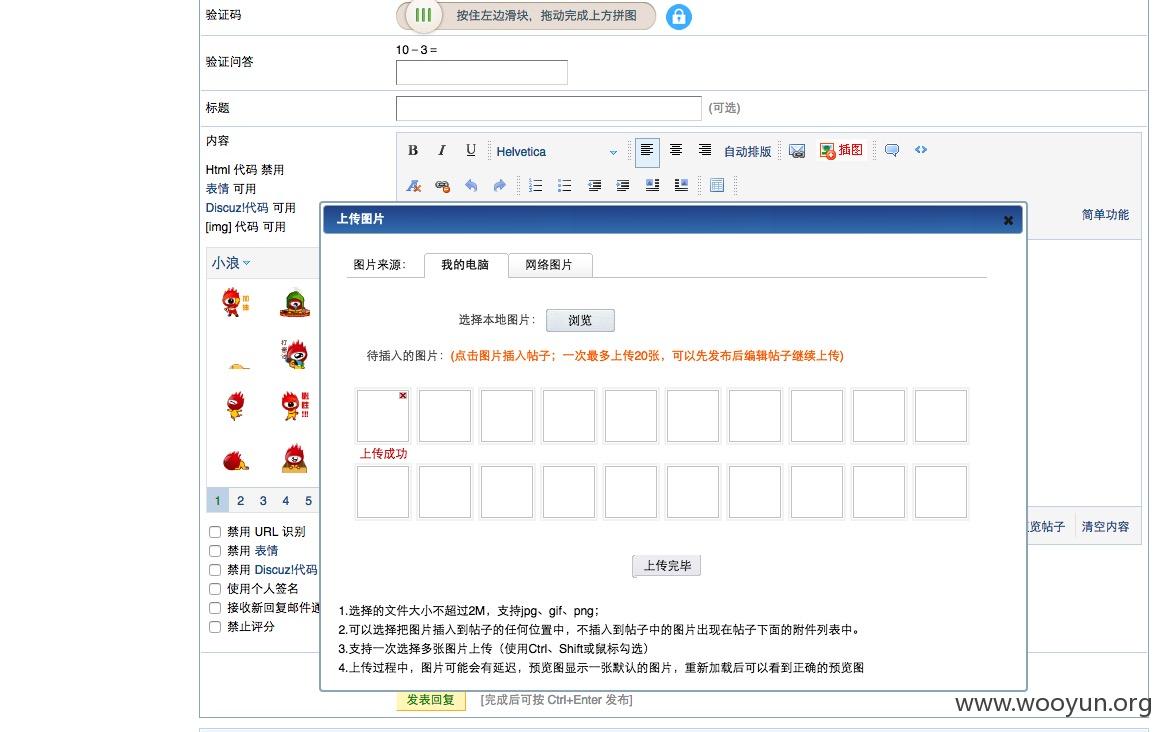 验证码
按住左边滑块，拖动完成上方拼图
10－3＝
验证问答
标题
(可选)
内容
B I U Helvetica 自动排版 插图
Html 代码 禁用
表情 可用
Discuz!代码 可用
[img] 代码 可用
简单功能
小浪
上传图片
图片来源：
我的电脑
网络图片
选择本地图片：
浏览
待插入的图片：(点击图片插入帖子；一次最多上传20张，可以先发布后编辑帖子继续上传)
上传成功
1 2 3 4 5
览帖子
清空内容
禁用 URL 识别
禁用 表情
禁用 Discuz!代码
使用个人签名
接收新回复邮件通
禁止评分
上传完毕
1.选择的文件大小不超过2M，支持jpg、gif、png；
2.可以选择把图片插入到帖子的任何位置中，不插入到帖子中的图片出现在帖子下面的附件列表中。
3.支持一次选择多张图片上传（使用Ctrl、Shift或鼠标勾选）
4.上传过程中，图片可能会有延迟，预览图显示一张默认的图片，重新加载后可以看到正确的预览图
发表回复
[完成后可按 Ctrl+Enter 发布]
www.wooyun.org